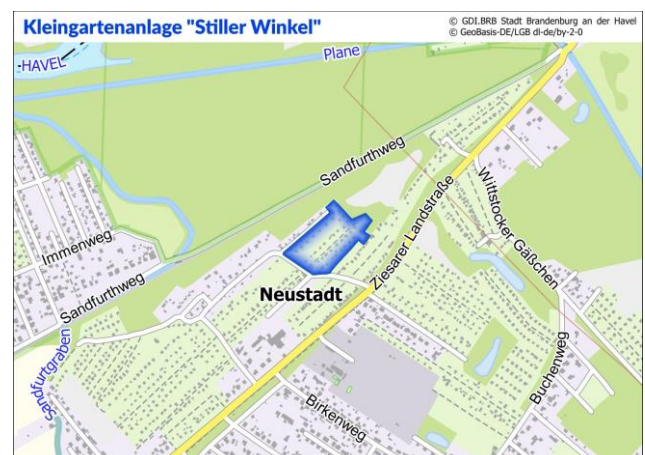 Kleingartenanlage "Stiller Winkel"
© GDI.BRB Stadt Brandenburg an der Havel
© GeoBasis-DE/LGB dl-de/by-2-0
HAVEL
Plane
Sandfurthweg
Immenweg
Sandfurthweg
Ziesarer Landstraße
Wittstocker Gäßchen
Neustadt
Sandfurtgraben
Birkenweg
Buchenweg